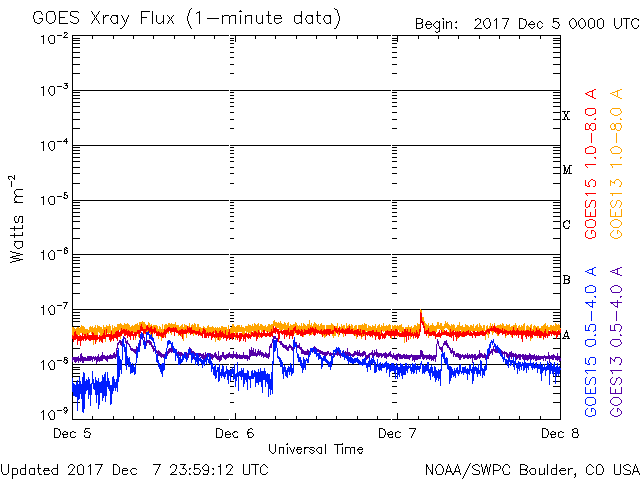 GOES Xray Flux (1-minute data)
Begin: 2017 Dec 5 0000 UTC
10⁻²
10⁻³
10⁻⁴
10⁻⁵
10⁻⁶
10⁻⁷
10⁻⁸
10⁻⁹
Watts m⁻²
X
M
C
B
A
GOES15 1.0-8.0 A
GOES13 1.0-8.0 A
GOES15 0.5-4.0 A
GOES13 0.5-4.0 A
Dec 5 Dec 6 Dec 7 Dec 8
Universal Time
Updated 2017 Dec 7 23:59:12 UTC
NOAA/SWPC Boulder, CO USA